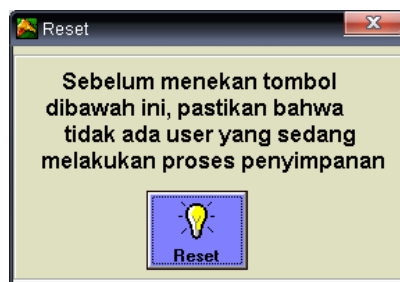 Reset
Sebelum menekan tombol
dibawah ini, pastikan bahwa
tidak ada user yang sedang
melakukan proses penyimpanan
Reset